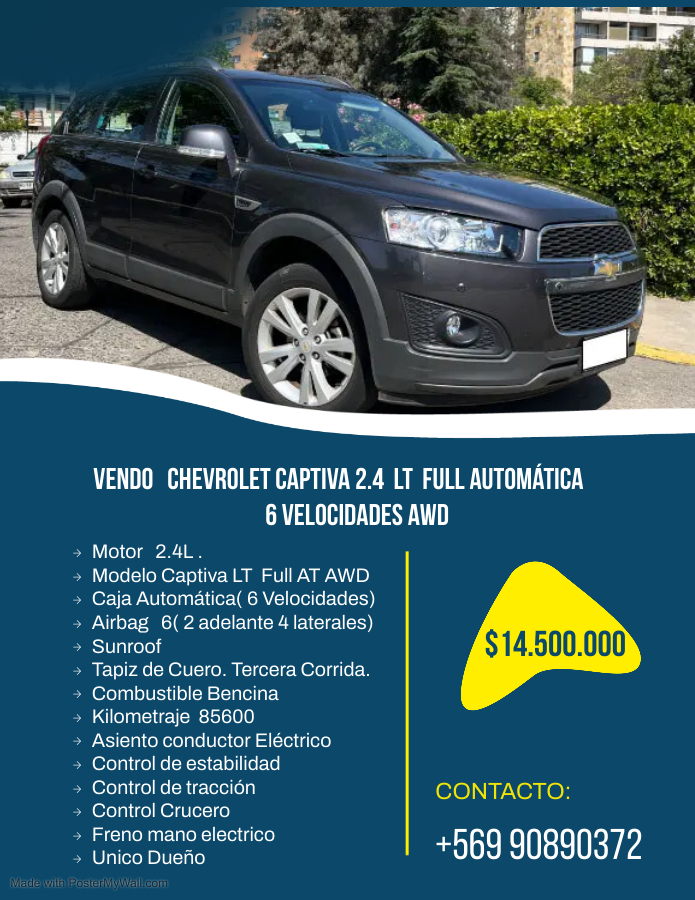 VENDO CHEVROLET CAPTIVA 2.4 LT FULL AUTOMÁTICA
6 VELOCIDADES AWD
Motor 2.4L .
Modelo Captiva LT Full AT AWD
Caja Automática( 6 Velocidades)
Airbag 6( 2 adelante 4 laterales)
Sunroof
Tapiz de Cuero. Tercera Corrida.
Combustible Bencina
Kilometraje 85600
Asiento conductor Eléctrico
Control de estabilidad
Control de tracción
Control Crucero
Freno mano electrico
Unico Dueño
$14.500.000
CONTACTO:
+569 90890372
Made with PosterMyWall.com